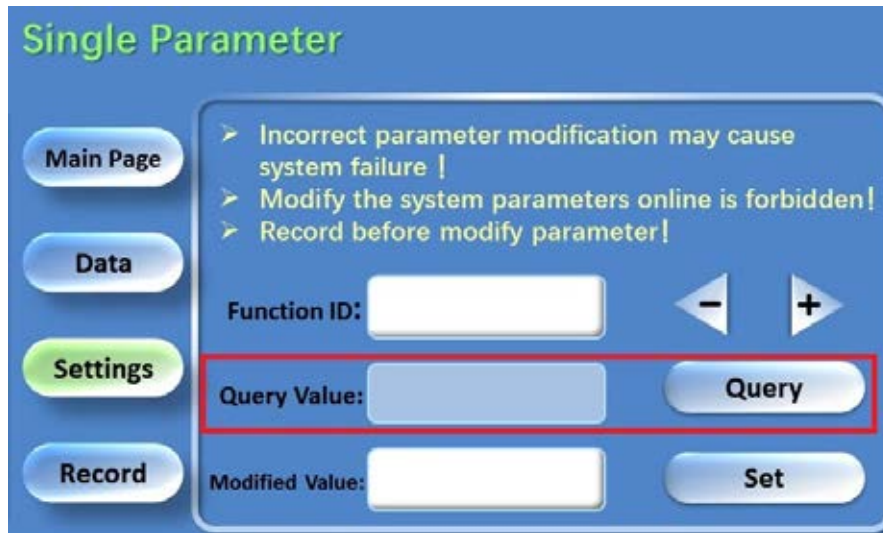 Single Parameter
Main Page
Data
Settings
Record
➢ Incorrect parameter modification may cause
system failure !
➢ Modify the system parameters online is forbidden!
➢ Record before modify parameter!
Function ID:
- +
Query Value:
Query
Modified Value:
Set